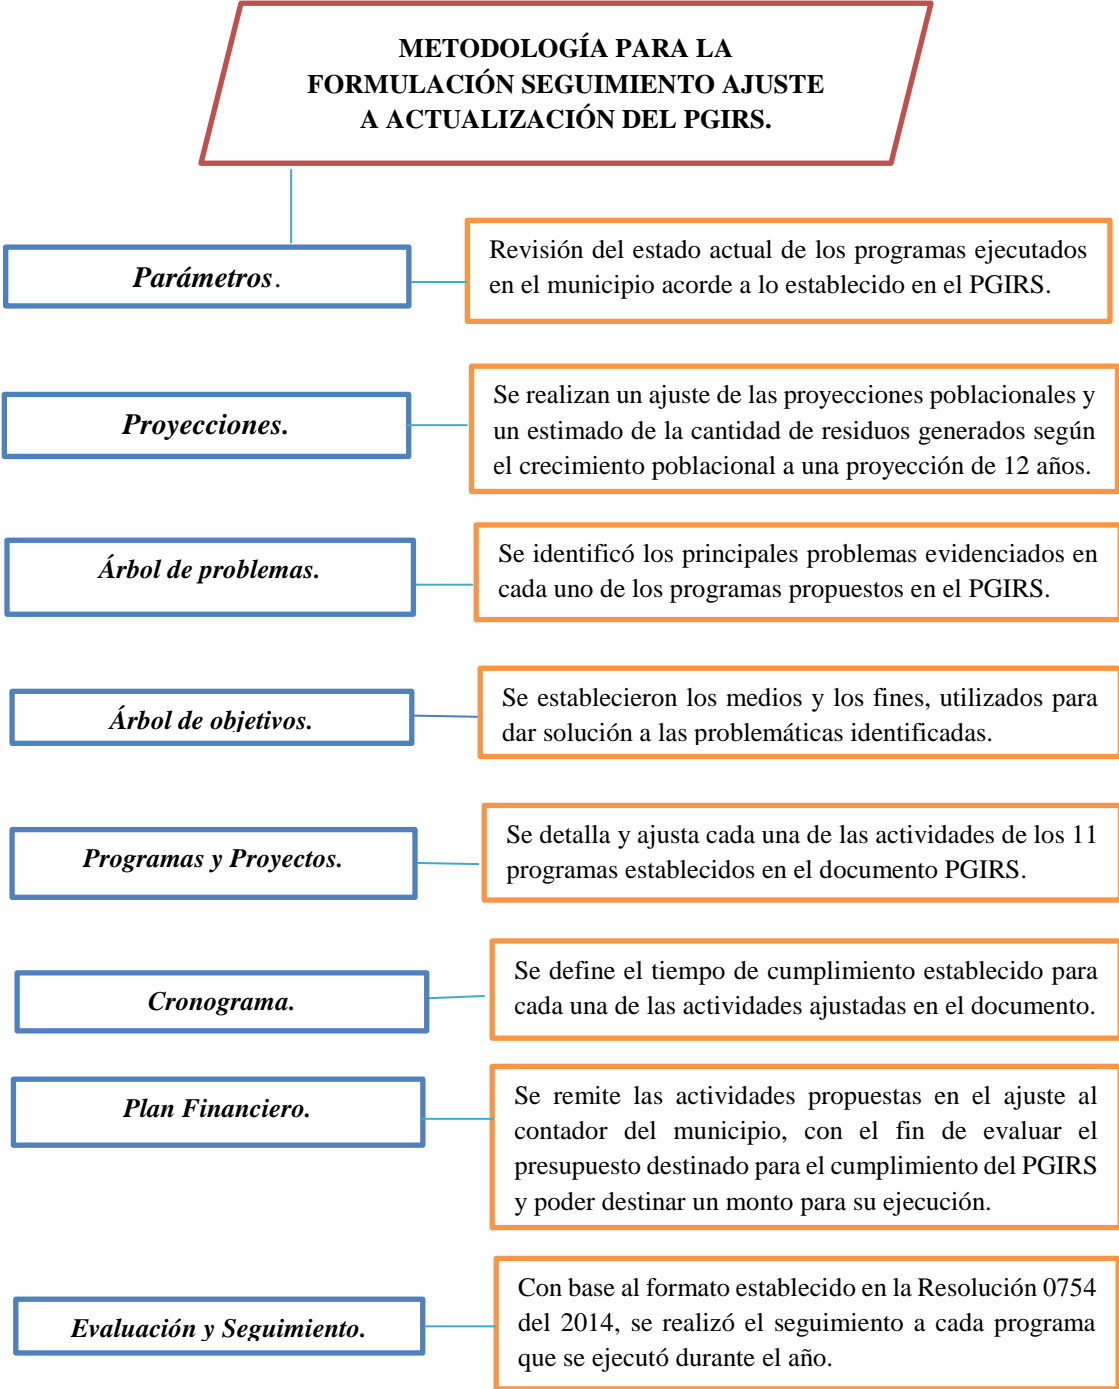 METODOLOGÍA PARA LA
FORMULACIÓN SEGUIMIENTO AJUSTE
A ACTUALIZACIÓN DEL PGIRS.
Parámetros.
Revisión del estado actual de los programas ejecutados
en el municipio acorde a lo establecido en el PGIRS.
Proyecciones.
Se realizan un ajuste de las proyecciones poblacionales y
un estimado de la cantidad de residuos generados según
el crecimiento poblacional a una proyección de 12 años.
Árbol de problemas.
Se identificó los principales problemas evidenciados en
cada uno de los programas propuestos en el PGIRS.
Árbol de objetivos.
Se establecieron los medios y los fines, utilizados para
dar solución a las problemáticas identificadas.
Programas y Proyectos.
Se detalla y ajusta cada una de las actividades de los 11
programas establecidos en el documento PGIRS.
Cronograma.
Se define el tiempo de cumplimiento establecido para
cada una de las actividades ajustadas en el documento.
Plan Financiero.
Se remite las actividades propuestas en el ajuste al
contador del municipio, con el fin de evaluar el
presupuesto destinado para el cumplimiento del PGIRS
y poder destinar un monto para su ejecución.
Evaluación y Seguimiento.
Con base al formato establecido en la Resolución 0754
del 2014, se realizó el seguimiento a cada programa
que se ejecutó durante el año.